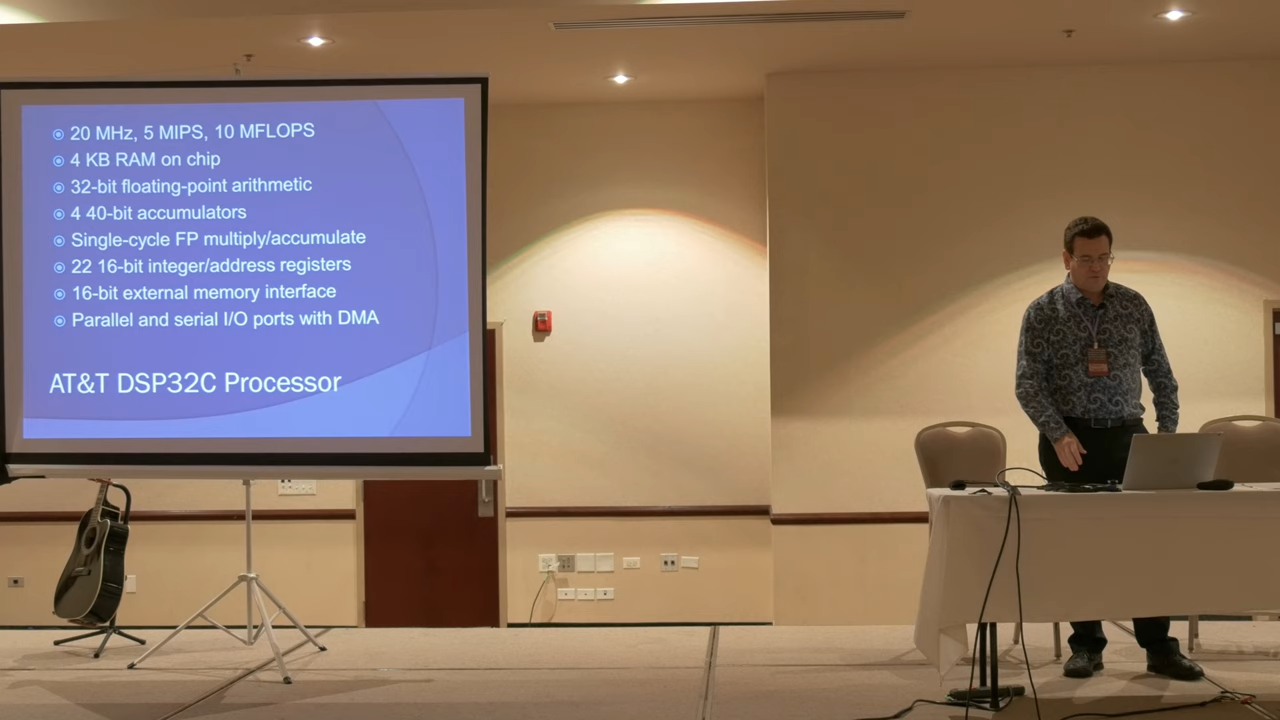 20 MHz, 5 MIPS, 10 MFLOPS
4 KB RAM on chip
32-bit floating-point arithmetic
4 40-bit accumulators
Single-cycle FP multiply/accumulate
22 16-bit integer/address registers
16-bit external memory interface
Parallel and serial I/O ports with DMA
AT&T DSP32C Processor